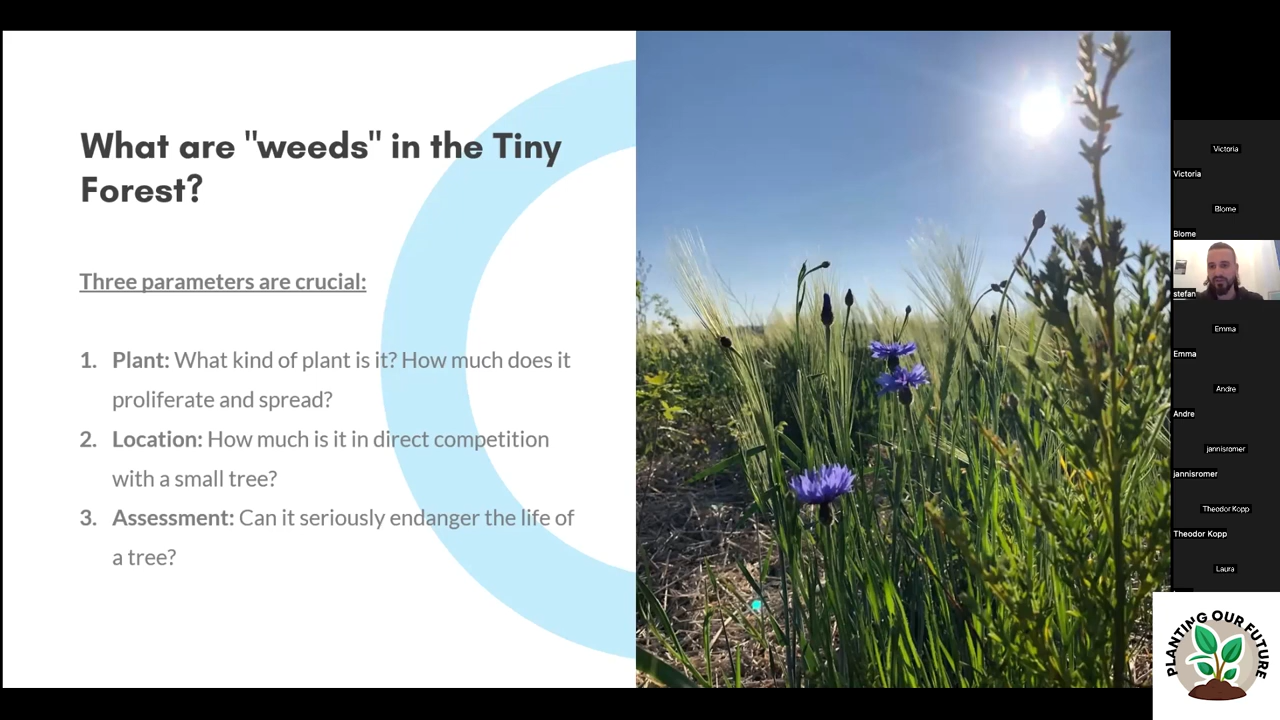 What are "weeds" in the Tiny
Forest?
Three parameters are crucial:
1. Plant: What kind of plant is it? How much does it
proliferate and spread?
2. Location: How much is it in direct competition
with a small tree?
3. Assessment: Can it seriously endanger the life of
a tree?
Victoria
Victoria
Blome
Blome
stefan
Emma
Emma
Andre
Andre
jannisromer
jannisromer
Theodor Kopp
Theodor Kopp
Laura
PLANTING OUR FUTURE